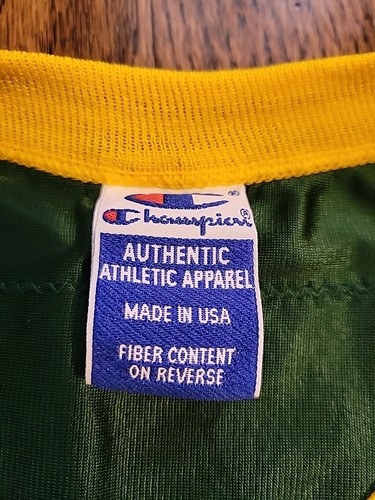 Champion®
AUTHENTIC
ATHLETIC APPAREL
MADE IN USA
FIBER CONTENT
ON REVERSE